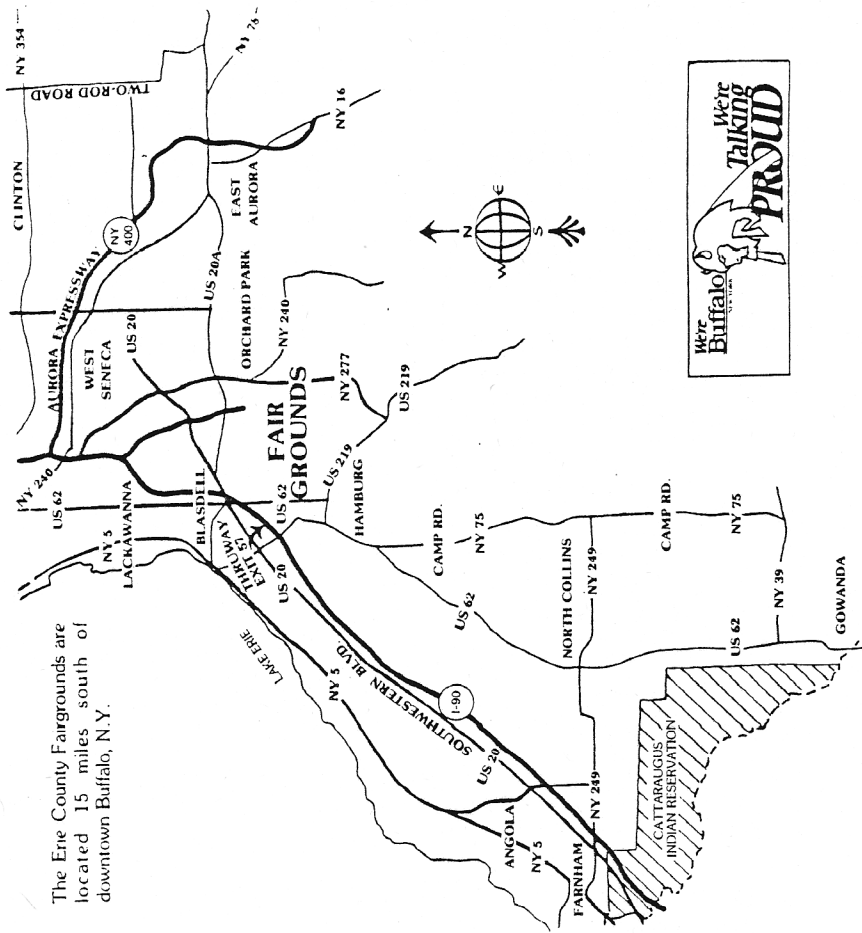 The Erie County Fairgrounds are
located 15 miles south of
downtown Buffalo, N.Y.
NY 354
CLINTON
TWO-ROD ROAD
NY 76
NY 16
NY
400
AURORA EXPRESSWAY
EAST
AURORA
US 20A
US 20
WEST
SENECA
ORCHARD PARK
NY 240
NY 240
NY 277
US 219
FAIR
GROUNDS
US 62
LACKAWANNA
NY 5
BLASDELL
THRUWAY
EXIT 57
US 20
US 62
US 219
HAMBURG
LAKE ERIE
NY 5
SOUTHWESTERN BLVD.
I-90
US 20
CAMP RD.
NY 75
US 62
NORTH COLLINS
NY 249
CAMP RD.
NY 75
NY 39
US 62
GOWANDA
ANGOLA
NY 5
NY 249
FARNHAM
CATTARAUGUS
INDIAN RESERVATION
N
W
E
S
We're
Buffalo
NEW YORK
We're
Talking
PROUD